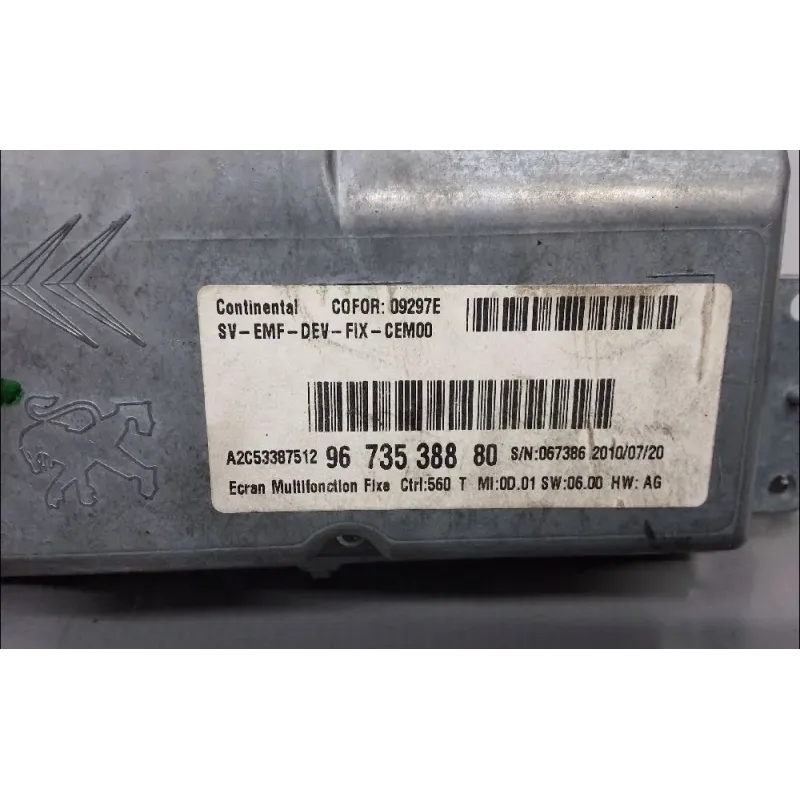 Continental COFOR: 09297E
SV-EMF-DEV-FIX-CEM00
A2C53387512 96 735 388 80 S/N:067386 2010/07/20
Ecran Multifonction Fixe Ctrl:560 T MI:0D.01 SW:06.00 HW: AG